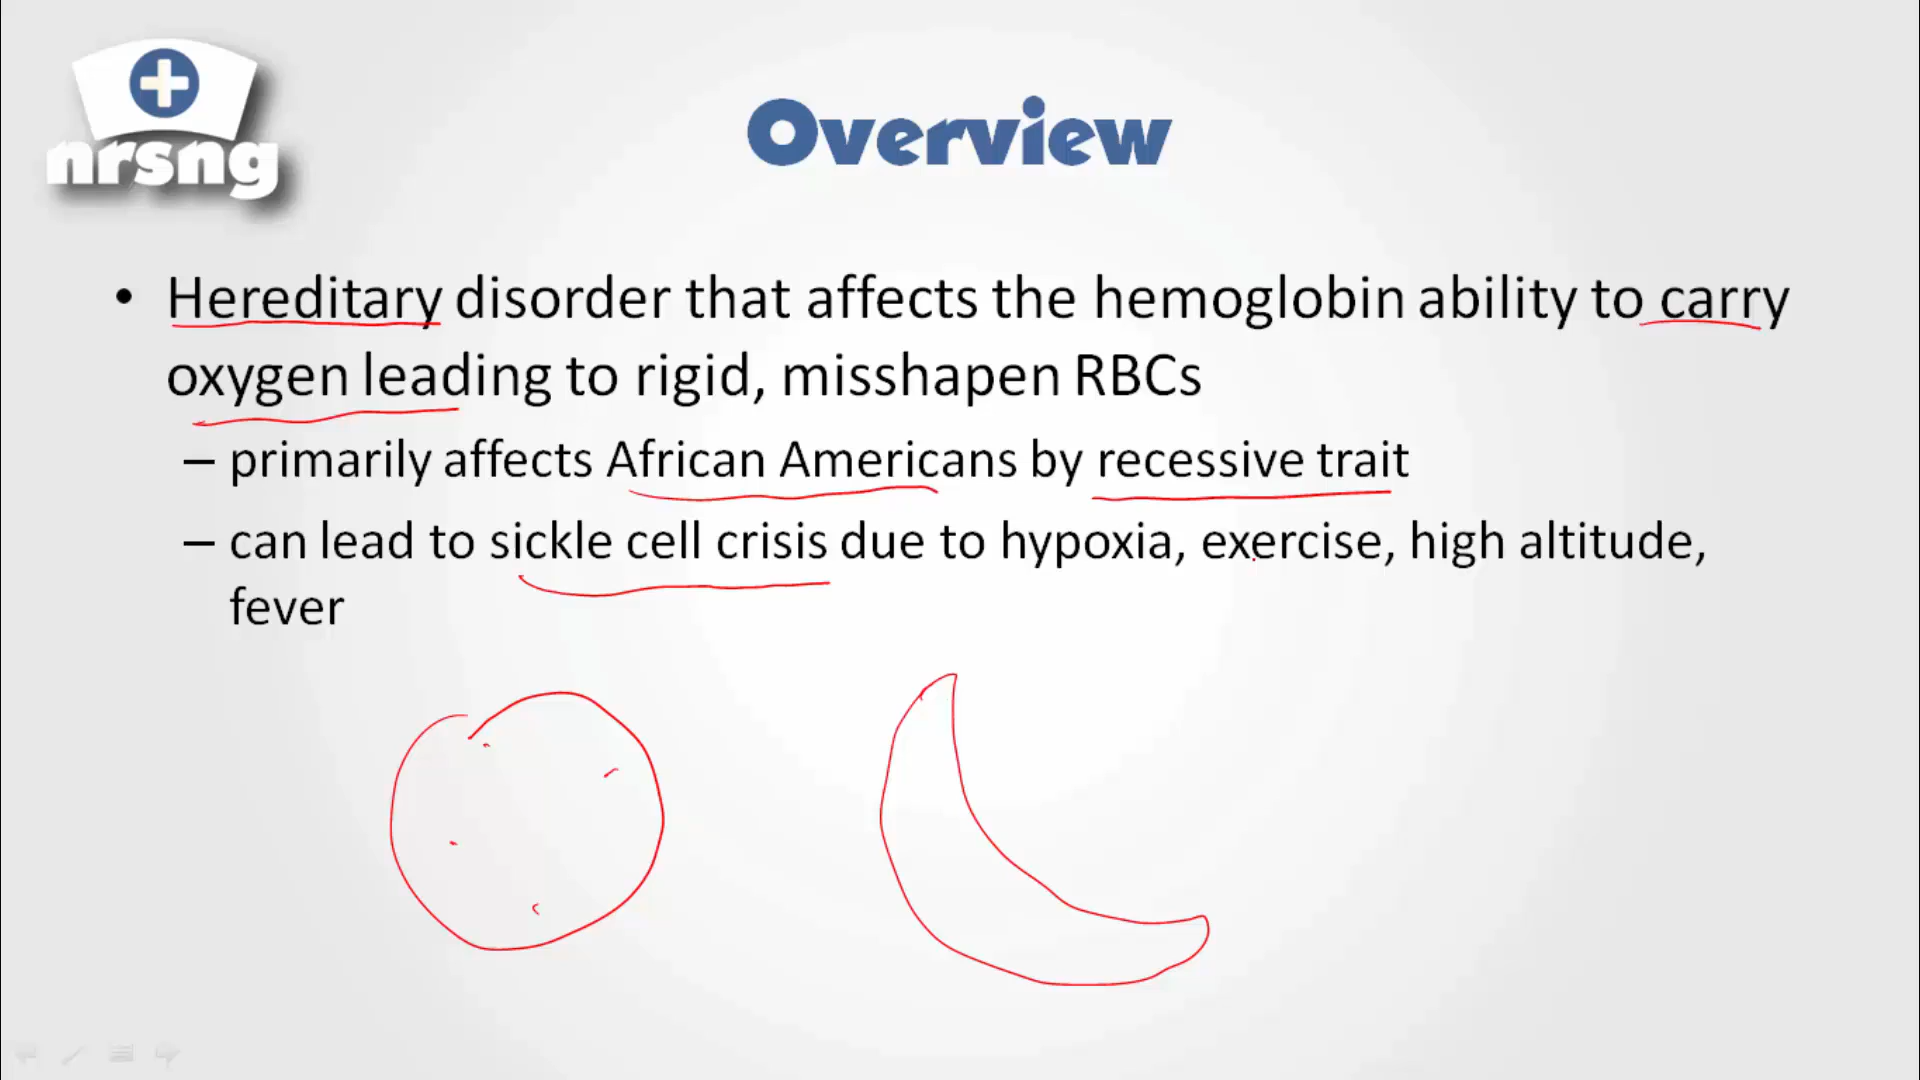 nrsng
Overview
• Hereditary disorder that affects the hemoglobin ability to carry
oxygen leading to rigid, misshapen RBCs
– primarily affects African Americans by recessive trait
– can lead to sickle cell crisis due to hypoxia, exercise, high altitude,
fever